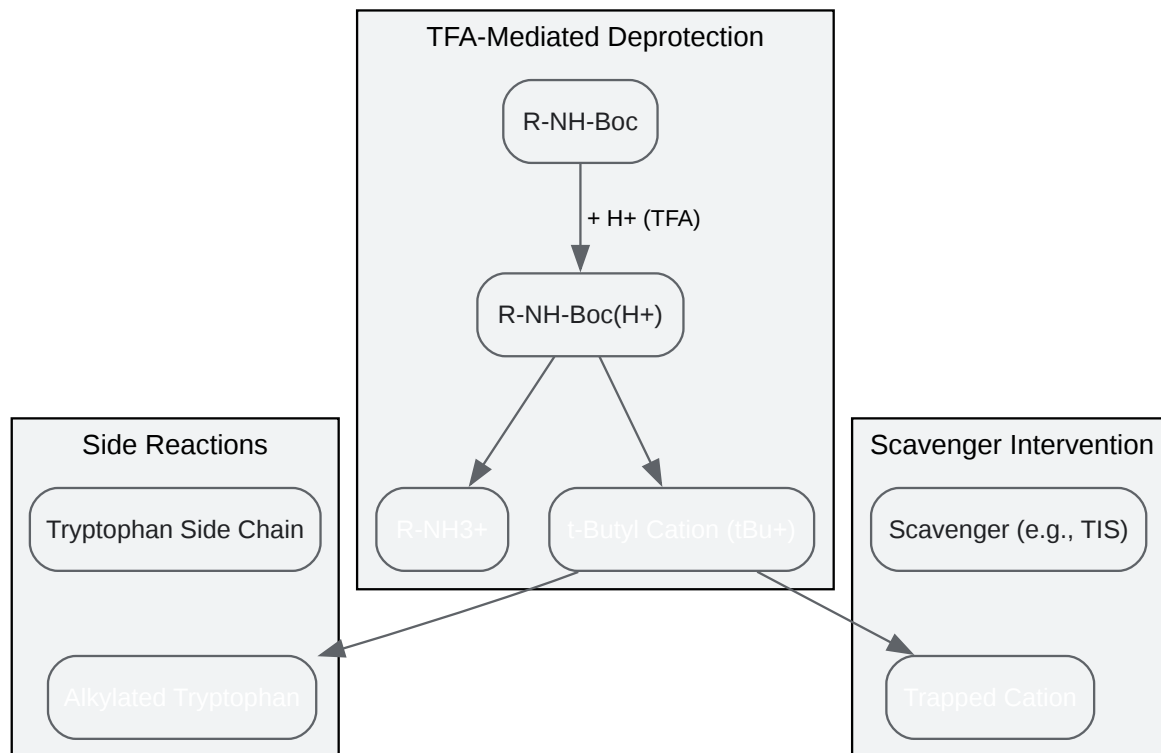 TFA-Mediated Deprotection
R-NH-Boc
+ H+ (TFA)
R-NH-Boc(H+)
Side Reactions
Scavenger Intervention
Tryptophan Side Chain
R-NH3+
t-Butyl Cation (tBu+)
Scavenger (e.g., TIS)
Alkylated Tryptophan
Trapped Cation